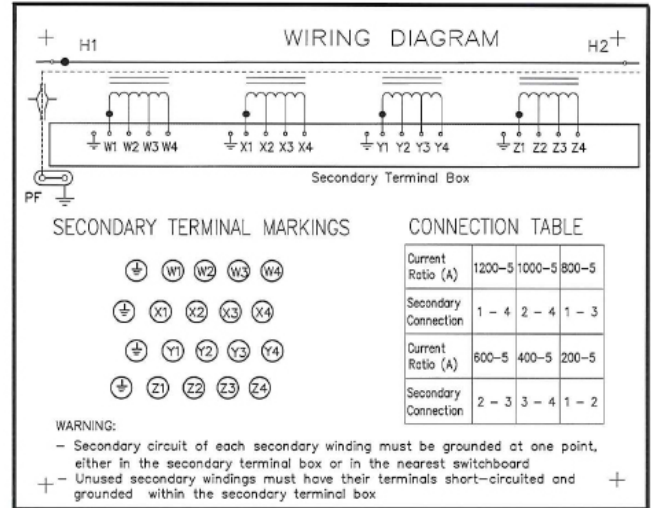 WIRING DIAGRAM
H1 H2
W1 W2 W3 W4 X1 X2 X3 X4 Y1 Y2 Y3 Y4 Z1 Z2 Z3 Z4
Secondary Terminal Box
PF
SECONDARY TERMINAL MARKINGS
W1 W2 W3 W4
X1 X2 X3 X4
Y1 Y2 Y3 Y4
Z1 Z2 Z3 Z4
CONNECTION TABLE
Current
Ratio (A) 1200-5 1000-5 800-5
Secondary
Connection 1 - 4 2 - 4 1 - 3
Current
Ratio (A) 600-5 400-5 200-5
Secondary
Connection 2 - 3 3 - 4 1 - 2
WARNING:
- Secondary circuit of each secondary winding must be grounded at one point,
either in the secondary terminal box or in the nearest switchboard
- Unused secondary windings must have their terminals short-circuited and
grounded within the secondary terminal box